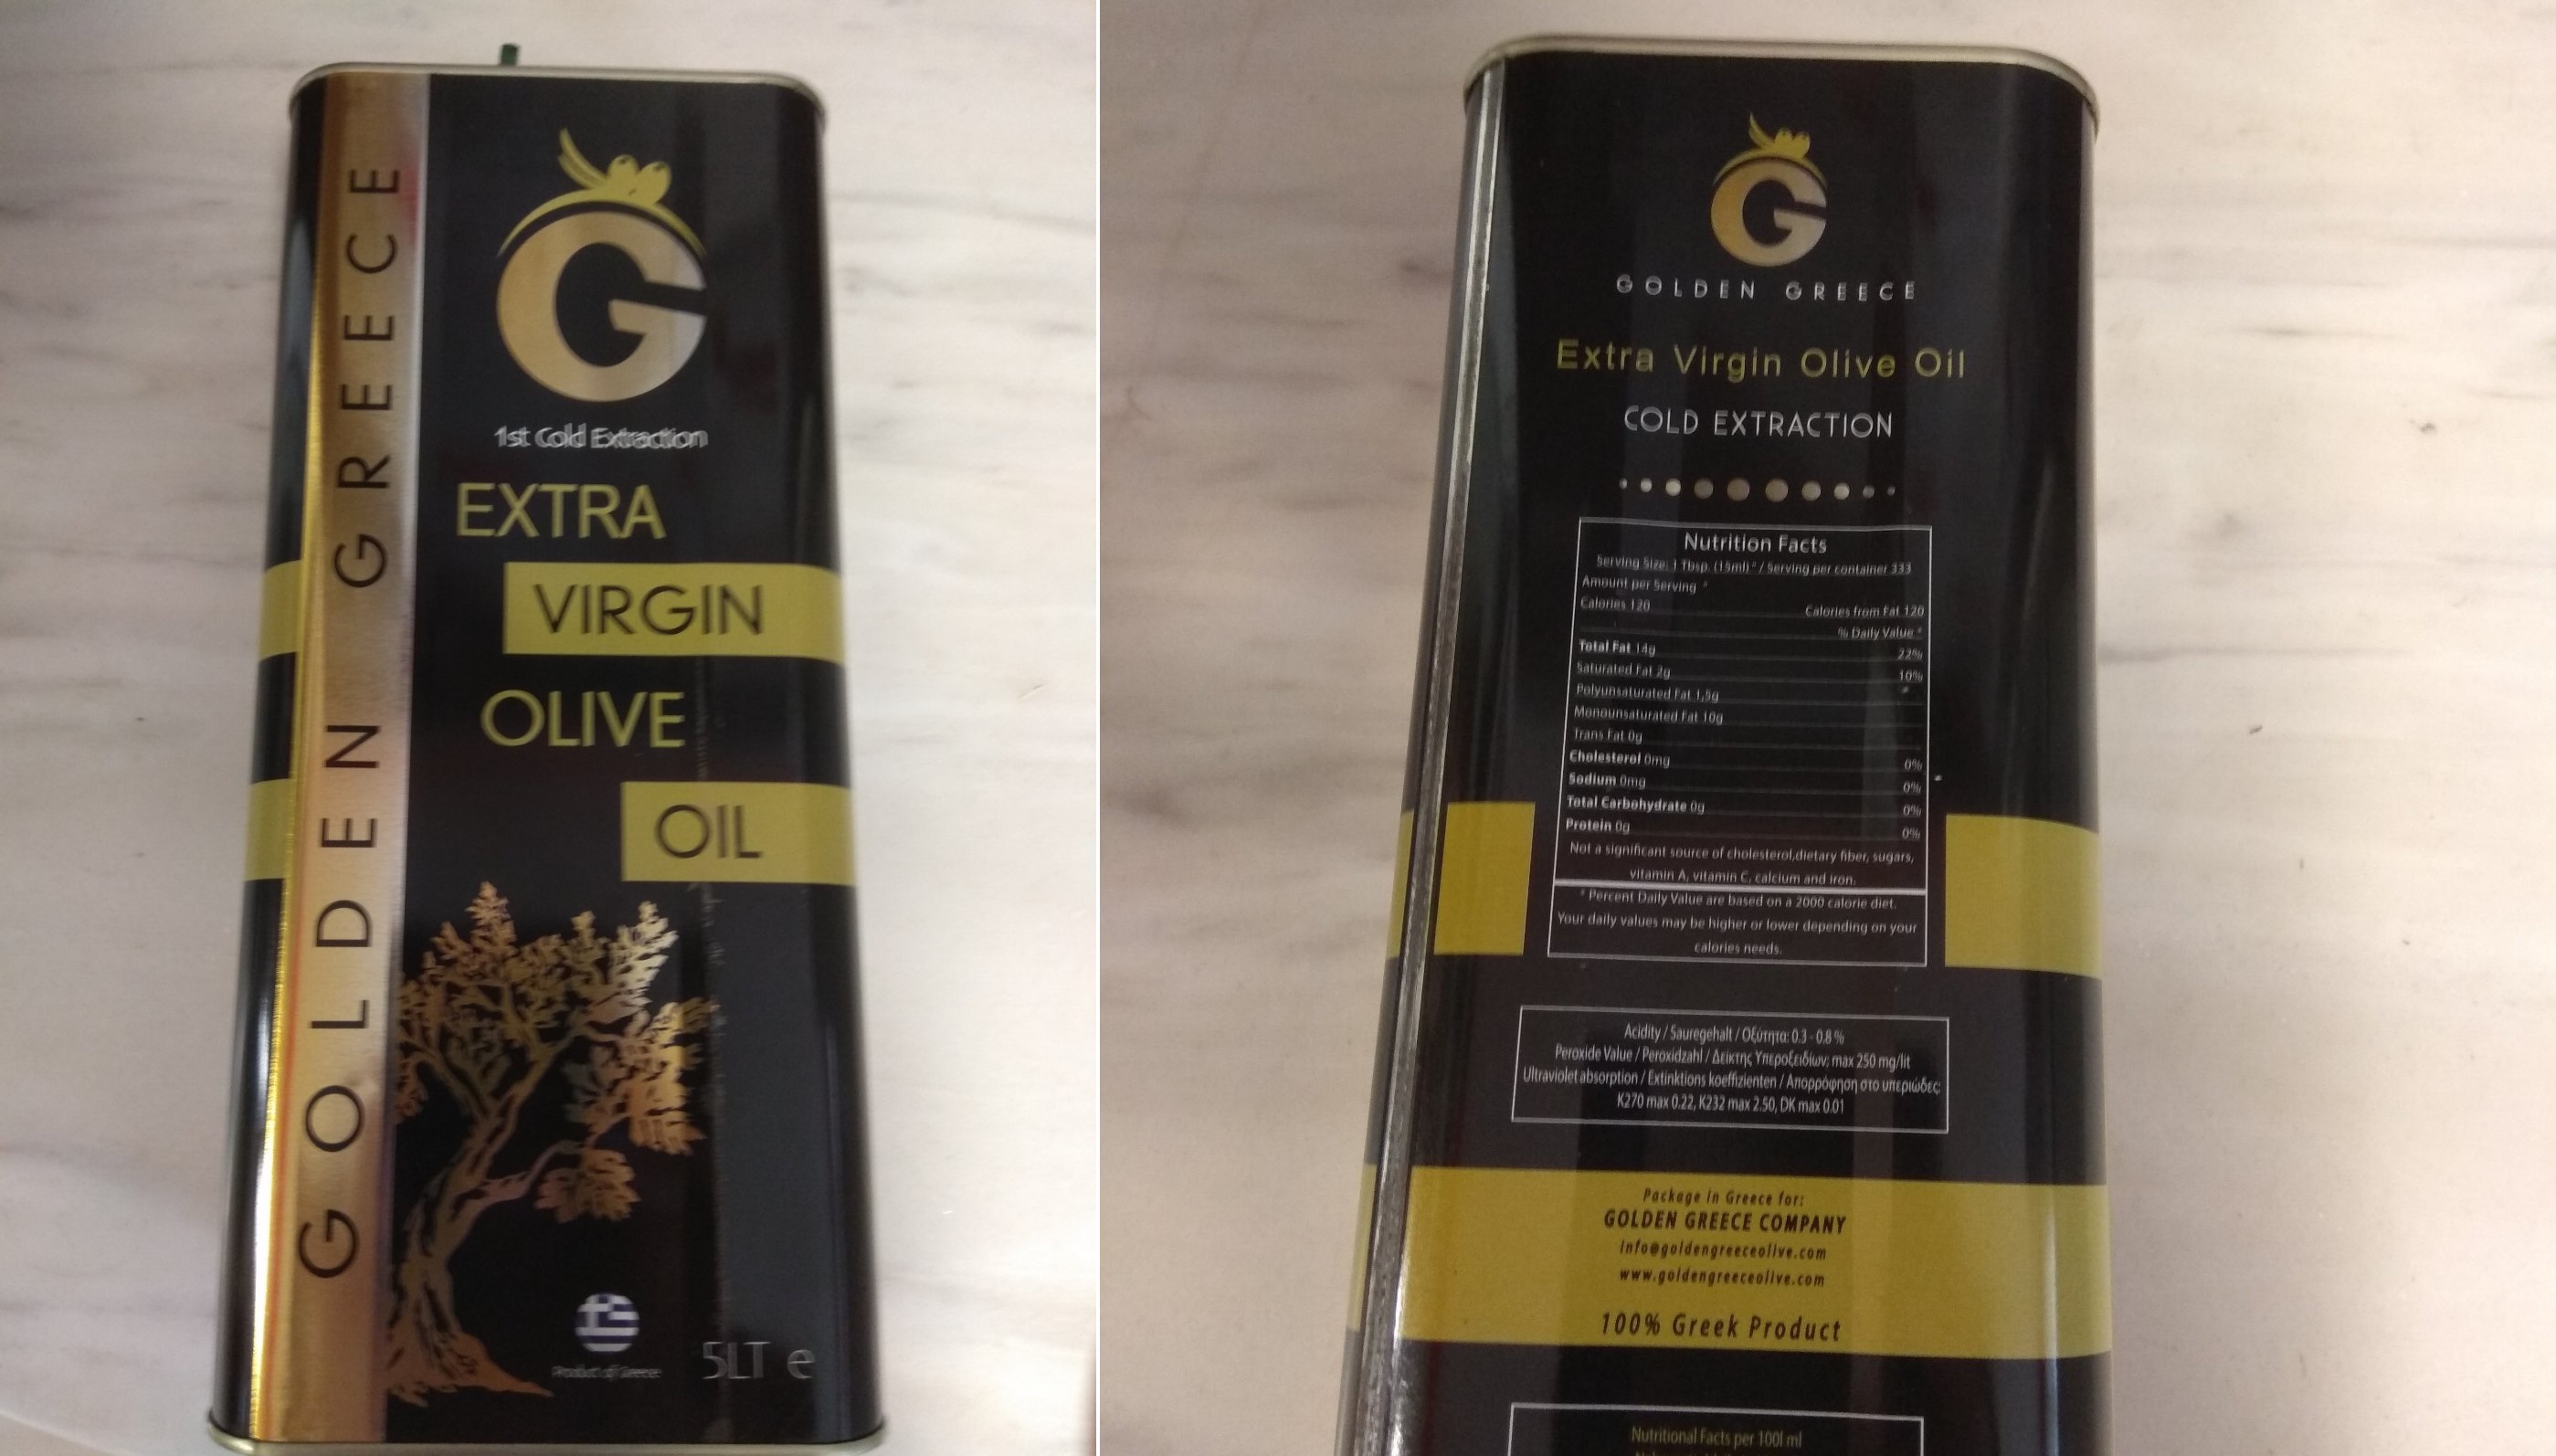 GOLDEN GREECE
G
1st Cold Extraction
EXTRA
VIRGIN
OLIVE
OIL
Product of Greece
5LT e
G
GOLDEN GREECE
Extra Virgin Olive Oil
COLD EXTRACTION
Nutrition Facts
Serving Size: 1 Tbsp. (15ml) * / Serving per container 333
Amount per Serving *
Calories 120 Calories from Fat 120
% Daily Value *
Total Fat 14g 22%
Saturated Fat 2g 10%
Polyunsaturated Fat 1,5g *
Monounsaturated Fat 10g
Trans Fat 0g
Cholesterol 0mg 0%
Sodium 0mg 0%
Total Carbohydrate 0g 0%
Protein 0g 0%
Not a significant source of cholesterol,dietary fiber, sugars,
vitamin A, vitamin C, calcium and iron.
* Percent Daily Value are based on a 2000 calorie diet.
Your daily values may be higher or lower depending on your
calories needs.
Acidity / Sauregehalt / Οξύτητα: 0.3 - 0.8 %
Peroxide Value / Peroxidzahl / Δείκτης Υπεροξειδίων: max 250 mg/lit
Ultraviolet absorption / Extinktions koeffizienten / Απορρόφηση στο υπεριώδες:
K270 max 0.22, K232 max 2.50, DK max 0.01
Package in Greece for:
GOLDEN GREECE COMPANY
info@goldengreeceolive.com
www.goldengreeceolive.com
100% Greek Product
Nutritional Facts per 100l ml